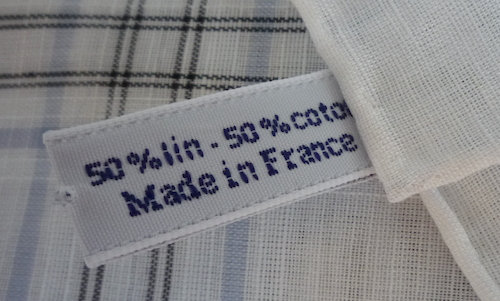 50% lin - 50% coto
Made in France